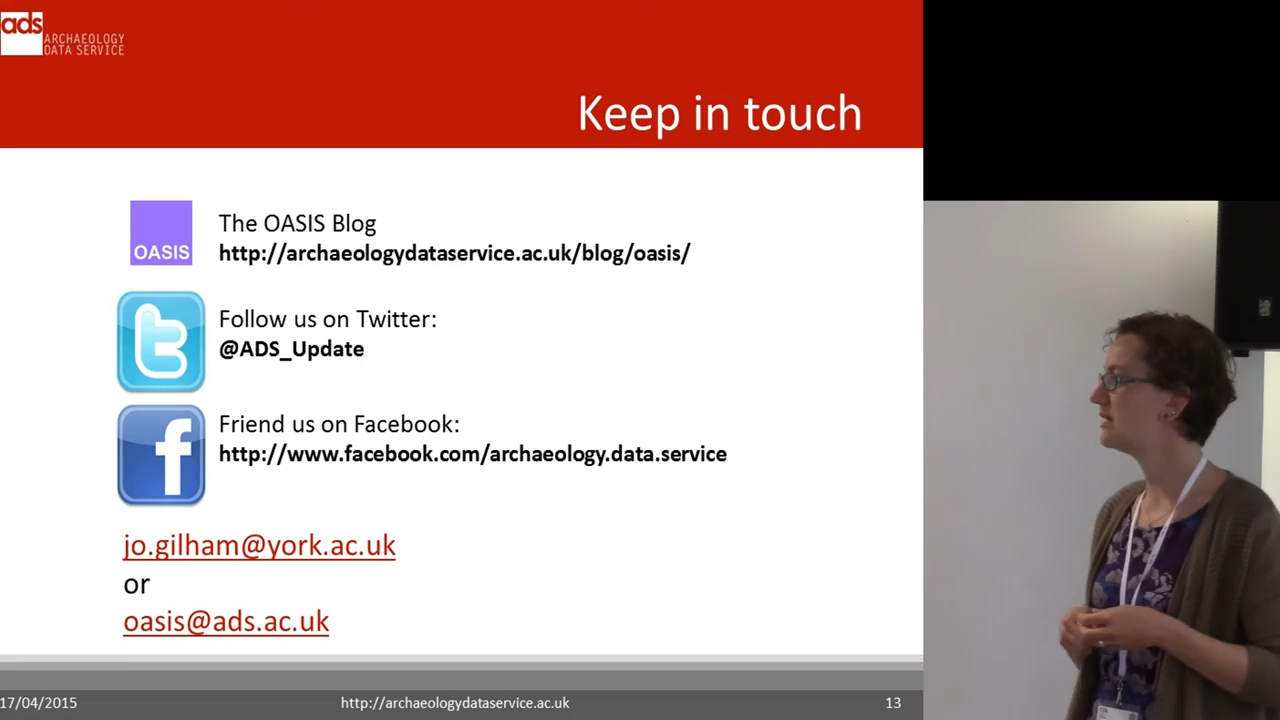 ads
ARCHAEOLOGY
DATA SERVICE
Keep in touch
OASIS
The OASIS Blog
http://archaeologydataservice.ac.uk/blog/oasis/
Follow us on Twitter:
@ADS_Update
Friend us on Facebook:
http://www.facebook.com/archaeology.data.service
jo.gilham@york.ac.uk
or
oasis@ads.ac.uk
17/04/2015
http://archaeologydataservice.ac.uk
13